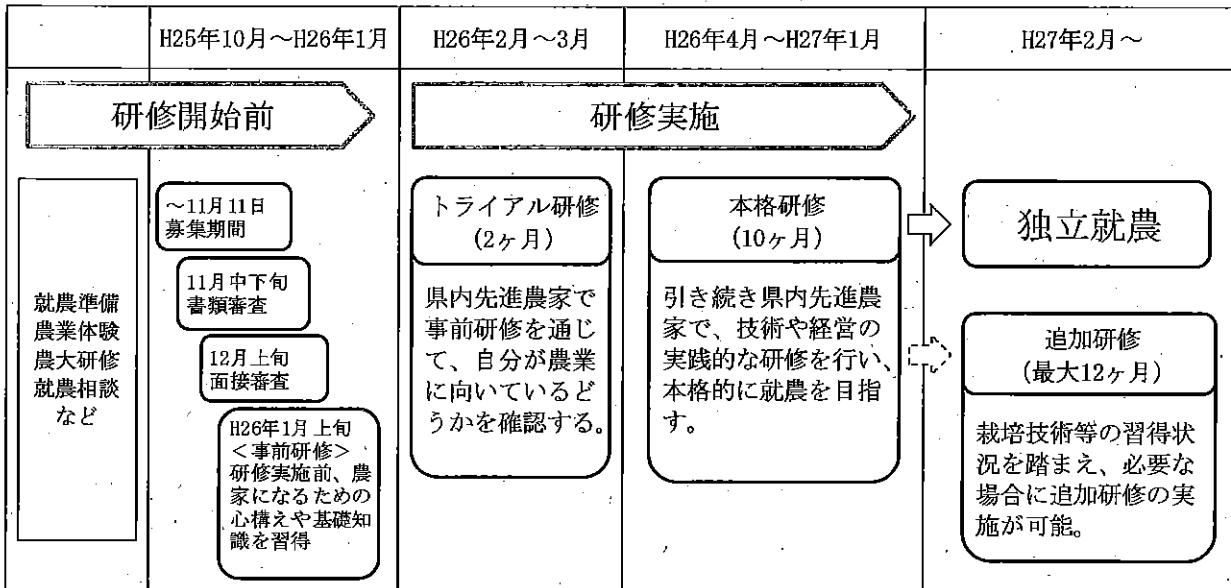 H25年10月～H26年1月
H26年2月～3月
H26年4月～H27年1月
H27年2月～
研修開始前
研修実施
就農準備
農業体験
農大研修
就農相談
など
～11月11日
募集期間
11月中下旬
書類審査
12月上旬
面接審査
H26年1月上旬
＜事前研修＞
研修実施前、農
家になるための
心構えや基礎知
識を習得
トライアル研修
(2ヶ月)
県内先進農家で
事前研修を通じ
て、自分が農業
に向いているど
うかを確認する。
本格研修
(10ヶ月)
引き続き県内先進農
家で、技術や経営の
実践的な研修を行い、
本格的に就農を目指
す。
独立就農
追加研修
(最大12ヶ月)
栽培技術等の習得状
況を踏まえ、必要な
場合に追加研修の実
施が可能。